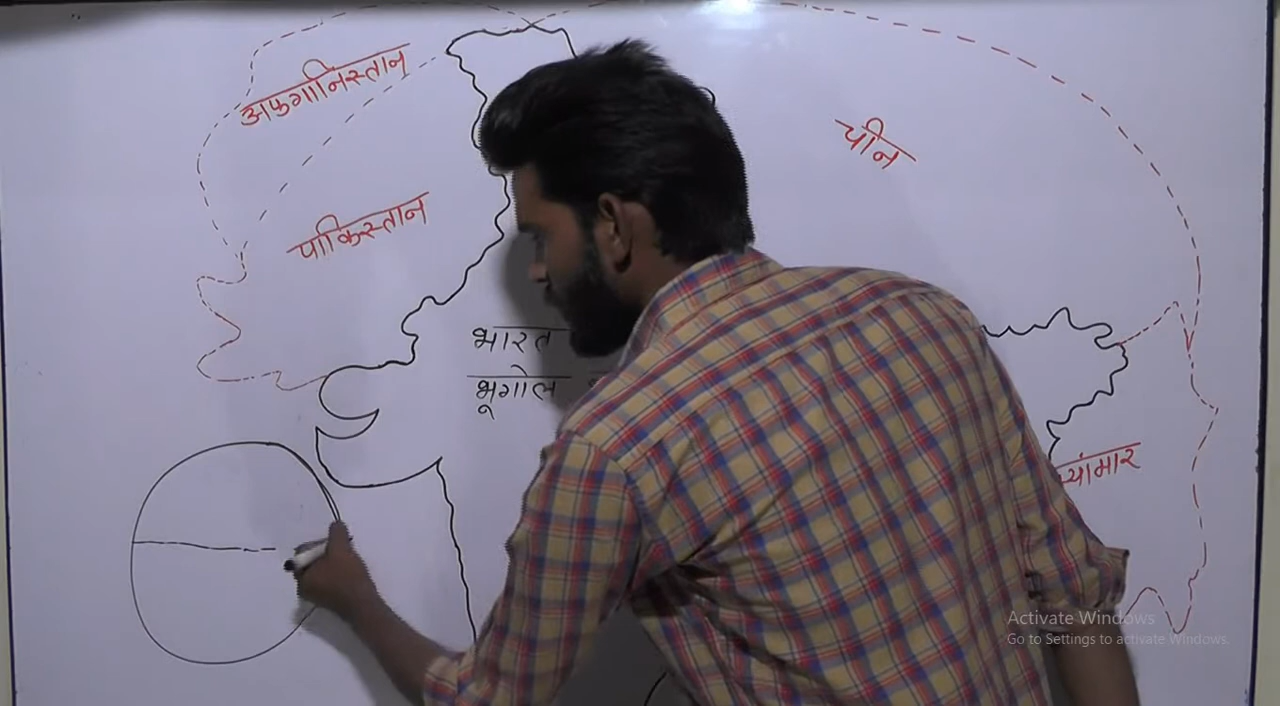 अफगानिस्तान
चीन
पाकिस्तान
भारत
भूगोल
म्यांमार
Activate Windows
Go to Settings to activate Windows.